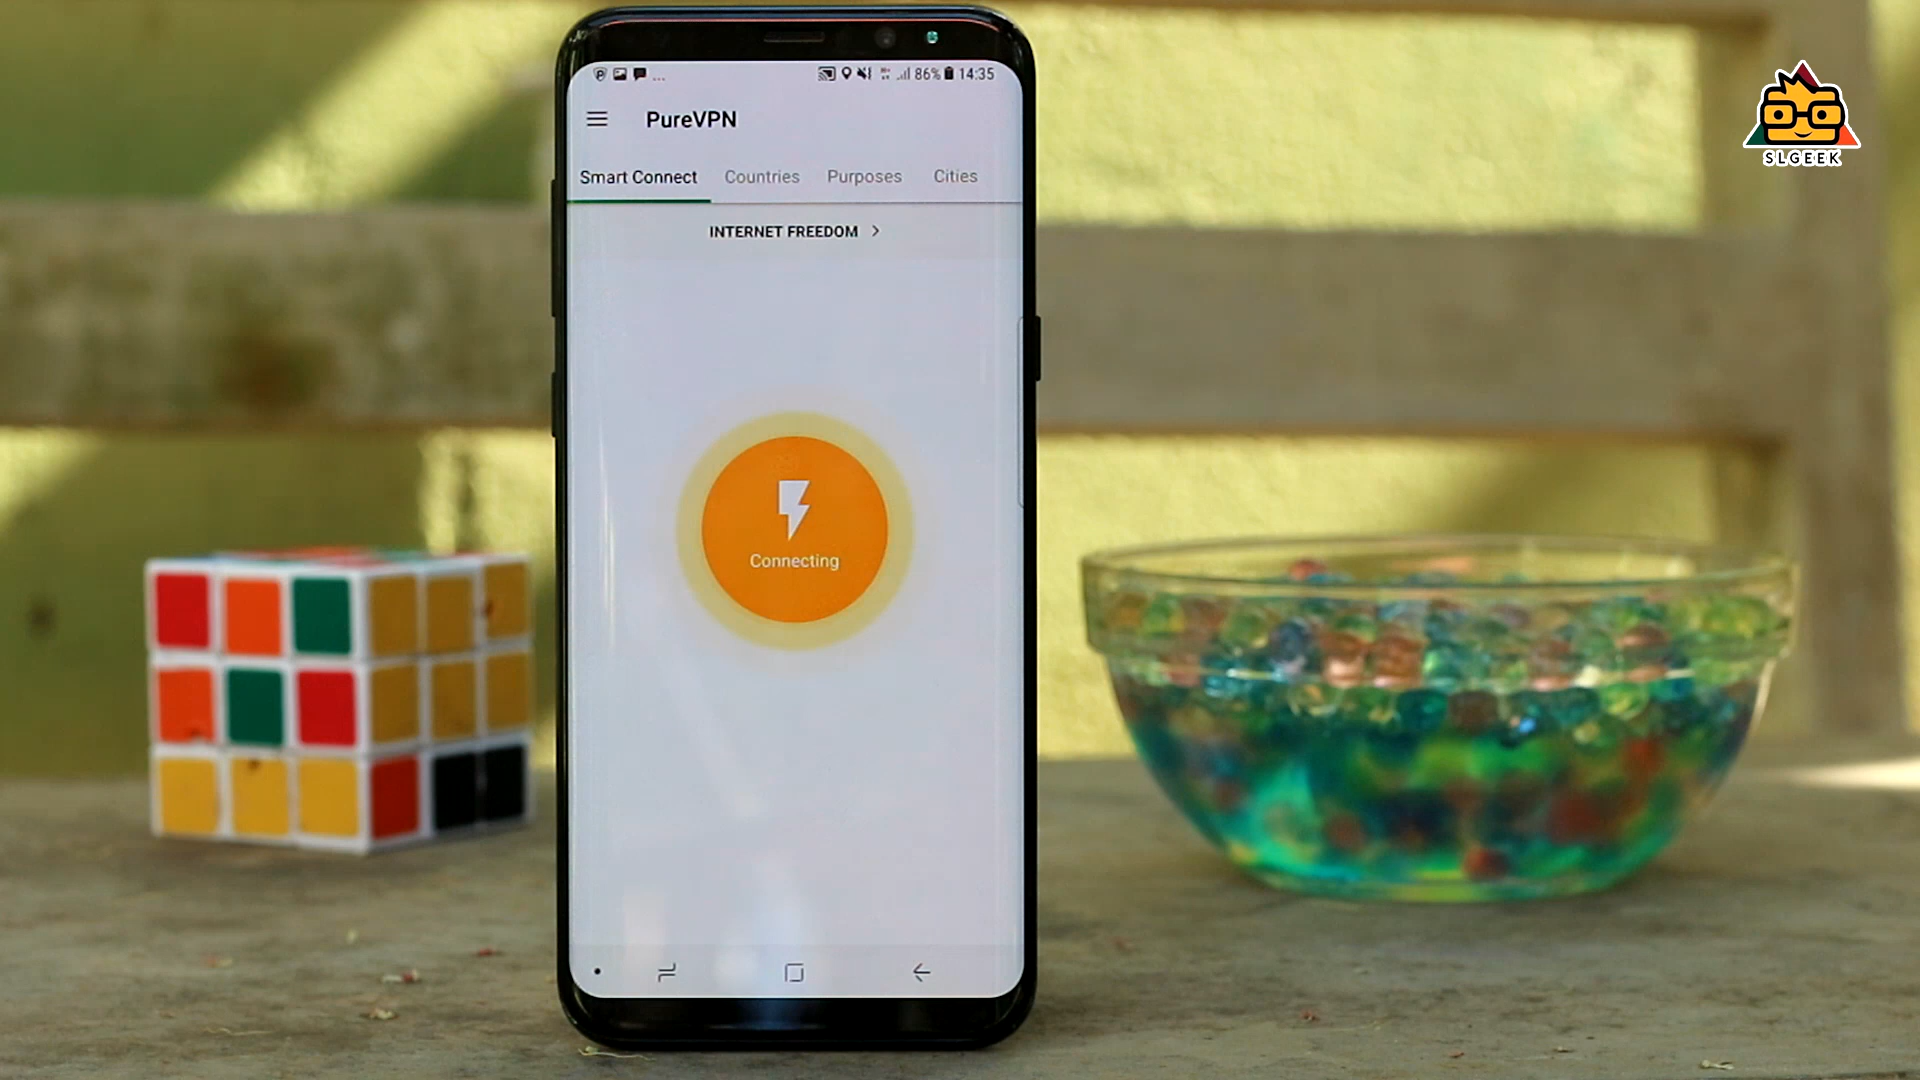 ... 86% 14:35
PureVPN
Smart Connect Countries Purposes Cities
INTERNET FREEDOM
Connecting
SLGEEK